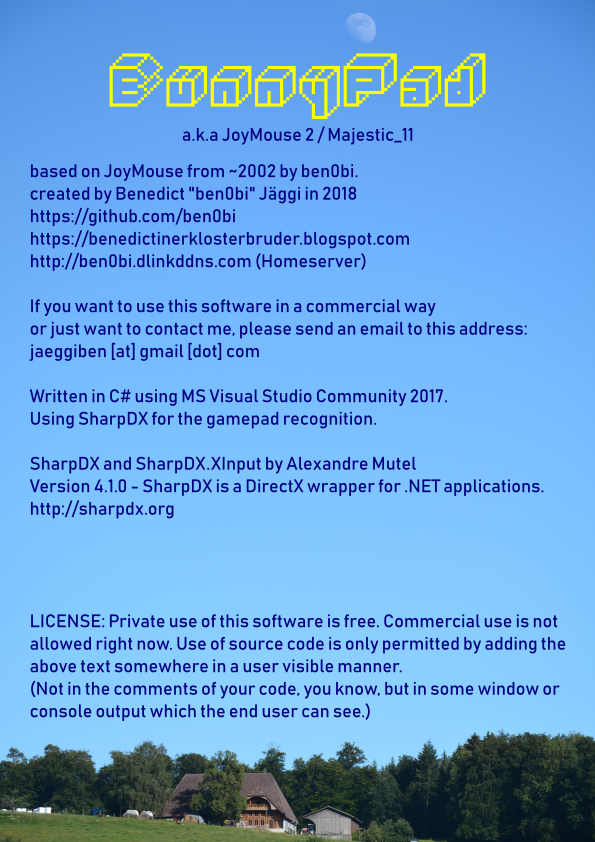 BunnyPad
a.k.a JoyMouse 2 / Majestic_11
based on JoyMouse from ~2002 by ben0bi.
created by Benedict "ben0bi" Jäggi in 2018
https://github.com/ben0bi
https://benedictinerklosterbruder.blogspot.com
http://ben0bi.dlinkddns.com (Homeserver)
If you want to use this software in a commercial way
or just want to contact me, please send an email to this address:
jaeggiben [at] gmail [dot] com
Written in C# using MS Visual Studio Community 2017.
Using SharpDX for the gamepad recognition.
SharpDX and SharpDX.XInput by Alexandre Mutel
Version 4.1.0 - SharpDX is a DirectX wrapper for .NET applications.
http://sharpdx.org
LICENSE: Private use of this software is free. Commercial use is not
allowed right now. Use of source code is only permitted by adding the
above text somewhere in a user visible manner.
(Not in the comments of your code, you know, but in some window or
console output which the end user can see.)